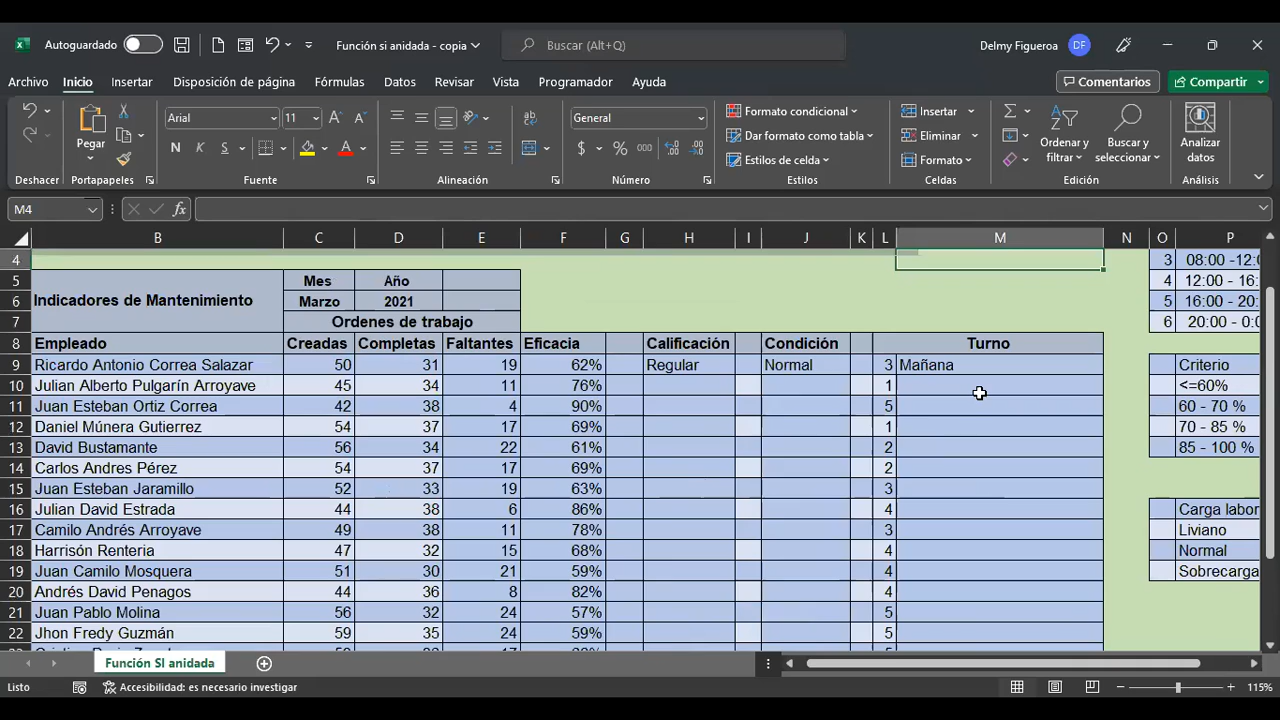 Autoguardado Función si anidada - copia Buscar (Alt+Q) Delmy Figueroa DF
Archivo Inicio Insertar Disposición de página Fórmulas Datos Revisar Vista Programador Ayuda Comentarios Compartir
Pegar Arial 11 General Formato condicional Insertar Ordenar y filtrar Buscar y seleccionar Analizar datos
N K S A $ % 000 Dar formato como tabla Eliminar
Estilos de celda Formato
Deshacer Portapapeles Fuente Alineación Número Estilos Celdas Edición Análisis
M4 fx
B C D E F G H I J K L M N O P
4 3 08:00 -12:0
5 Mes Año 4 12:00 - 16:
6 Indicadores de Mantenimiento Marzo 2021 5 16:00 - 20:
7 Ordenes de trabajo 6 20:00 - 0:0
8 Empleado Creadas Completas Faltantes Eficacia Calificación Condición Turno
9 Ricardo Antonio Correa Salazar 50 31 19 62% Regular Normal 3 Mañana Criterio
10 Julian Alberto Pulgarín Arroyave 45 34 11 76% 1 <=60%
11 Juan Esteban Ortiz Correa 42 38 4 90% 5 60 - 70 %
12 Daniel Múnera Gutierrez 54 37 17 69% 1 70 - 85 %
13 David Bustamante 56 34 22 61% 2 85 - 100 %
14 Carlos Andres Pérez 54 37 17 69% 2
15 Juan Esteban Jaramillo 52 33 19 63% 3
16 Julian David Estrada 44 38 6 86% 4 Carga labor
17 Camilo Andrés Arroyave 49 38 11 78% 3 Liviano
18 Harrisón Renteria 47 32 15 68% 4 Normal
19 Juan Camilo Mosquera 51 30 21 59% 4 Sobrecarga
20 Andrés David Penagos 44 36 8 82% 4
21 Juan Pablo Molina 56 32 24 57% 5
22 Jhon Fredy Guzmán 59 35 24 59% 5
Función SI anidada
Listo Accesibilidad: es necesario investigar 115%